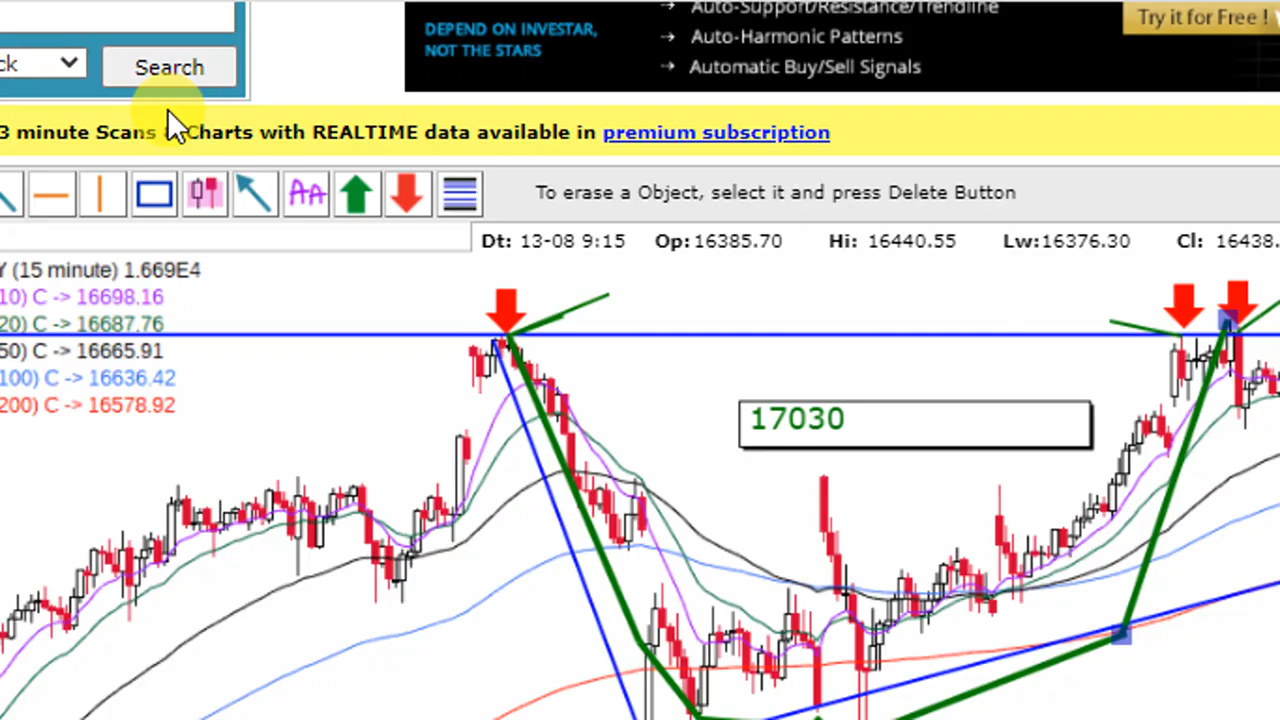 → Auto-Support/Resistance/Trendline
DEPEND ON INVESTAR,
NOT THE STARS
→ Auto-Harmonic Patterns
→ Automatic Buy/Sell Signals
Try it for Free !
ck
Search
3 minute Scans & Charts with REALTIME data available in premium subscription
AA
To erase a Object, select it and press Delete Button
Dt: 13-08 9:15 Op:16385.70 Hi: 16440.55 Lw:16376.30 Cl: 16438.
Y (15 minute) 1.669E4
10) C -> 16698.16
20) C -> 16687.76
50) C -> 16665.91
100) C -> 16636.42
200) C -> 16578.92
17030